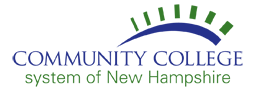 COMMUNITY COLLEGE
system of New Hampshire